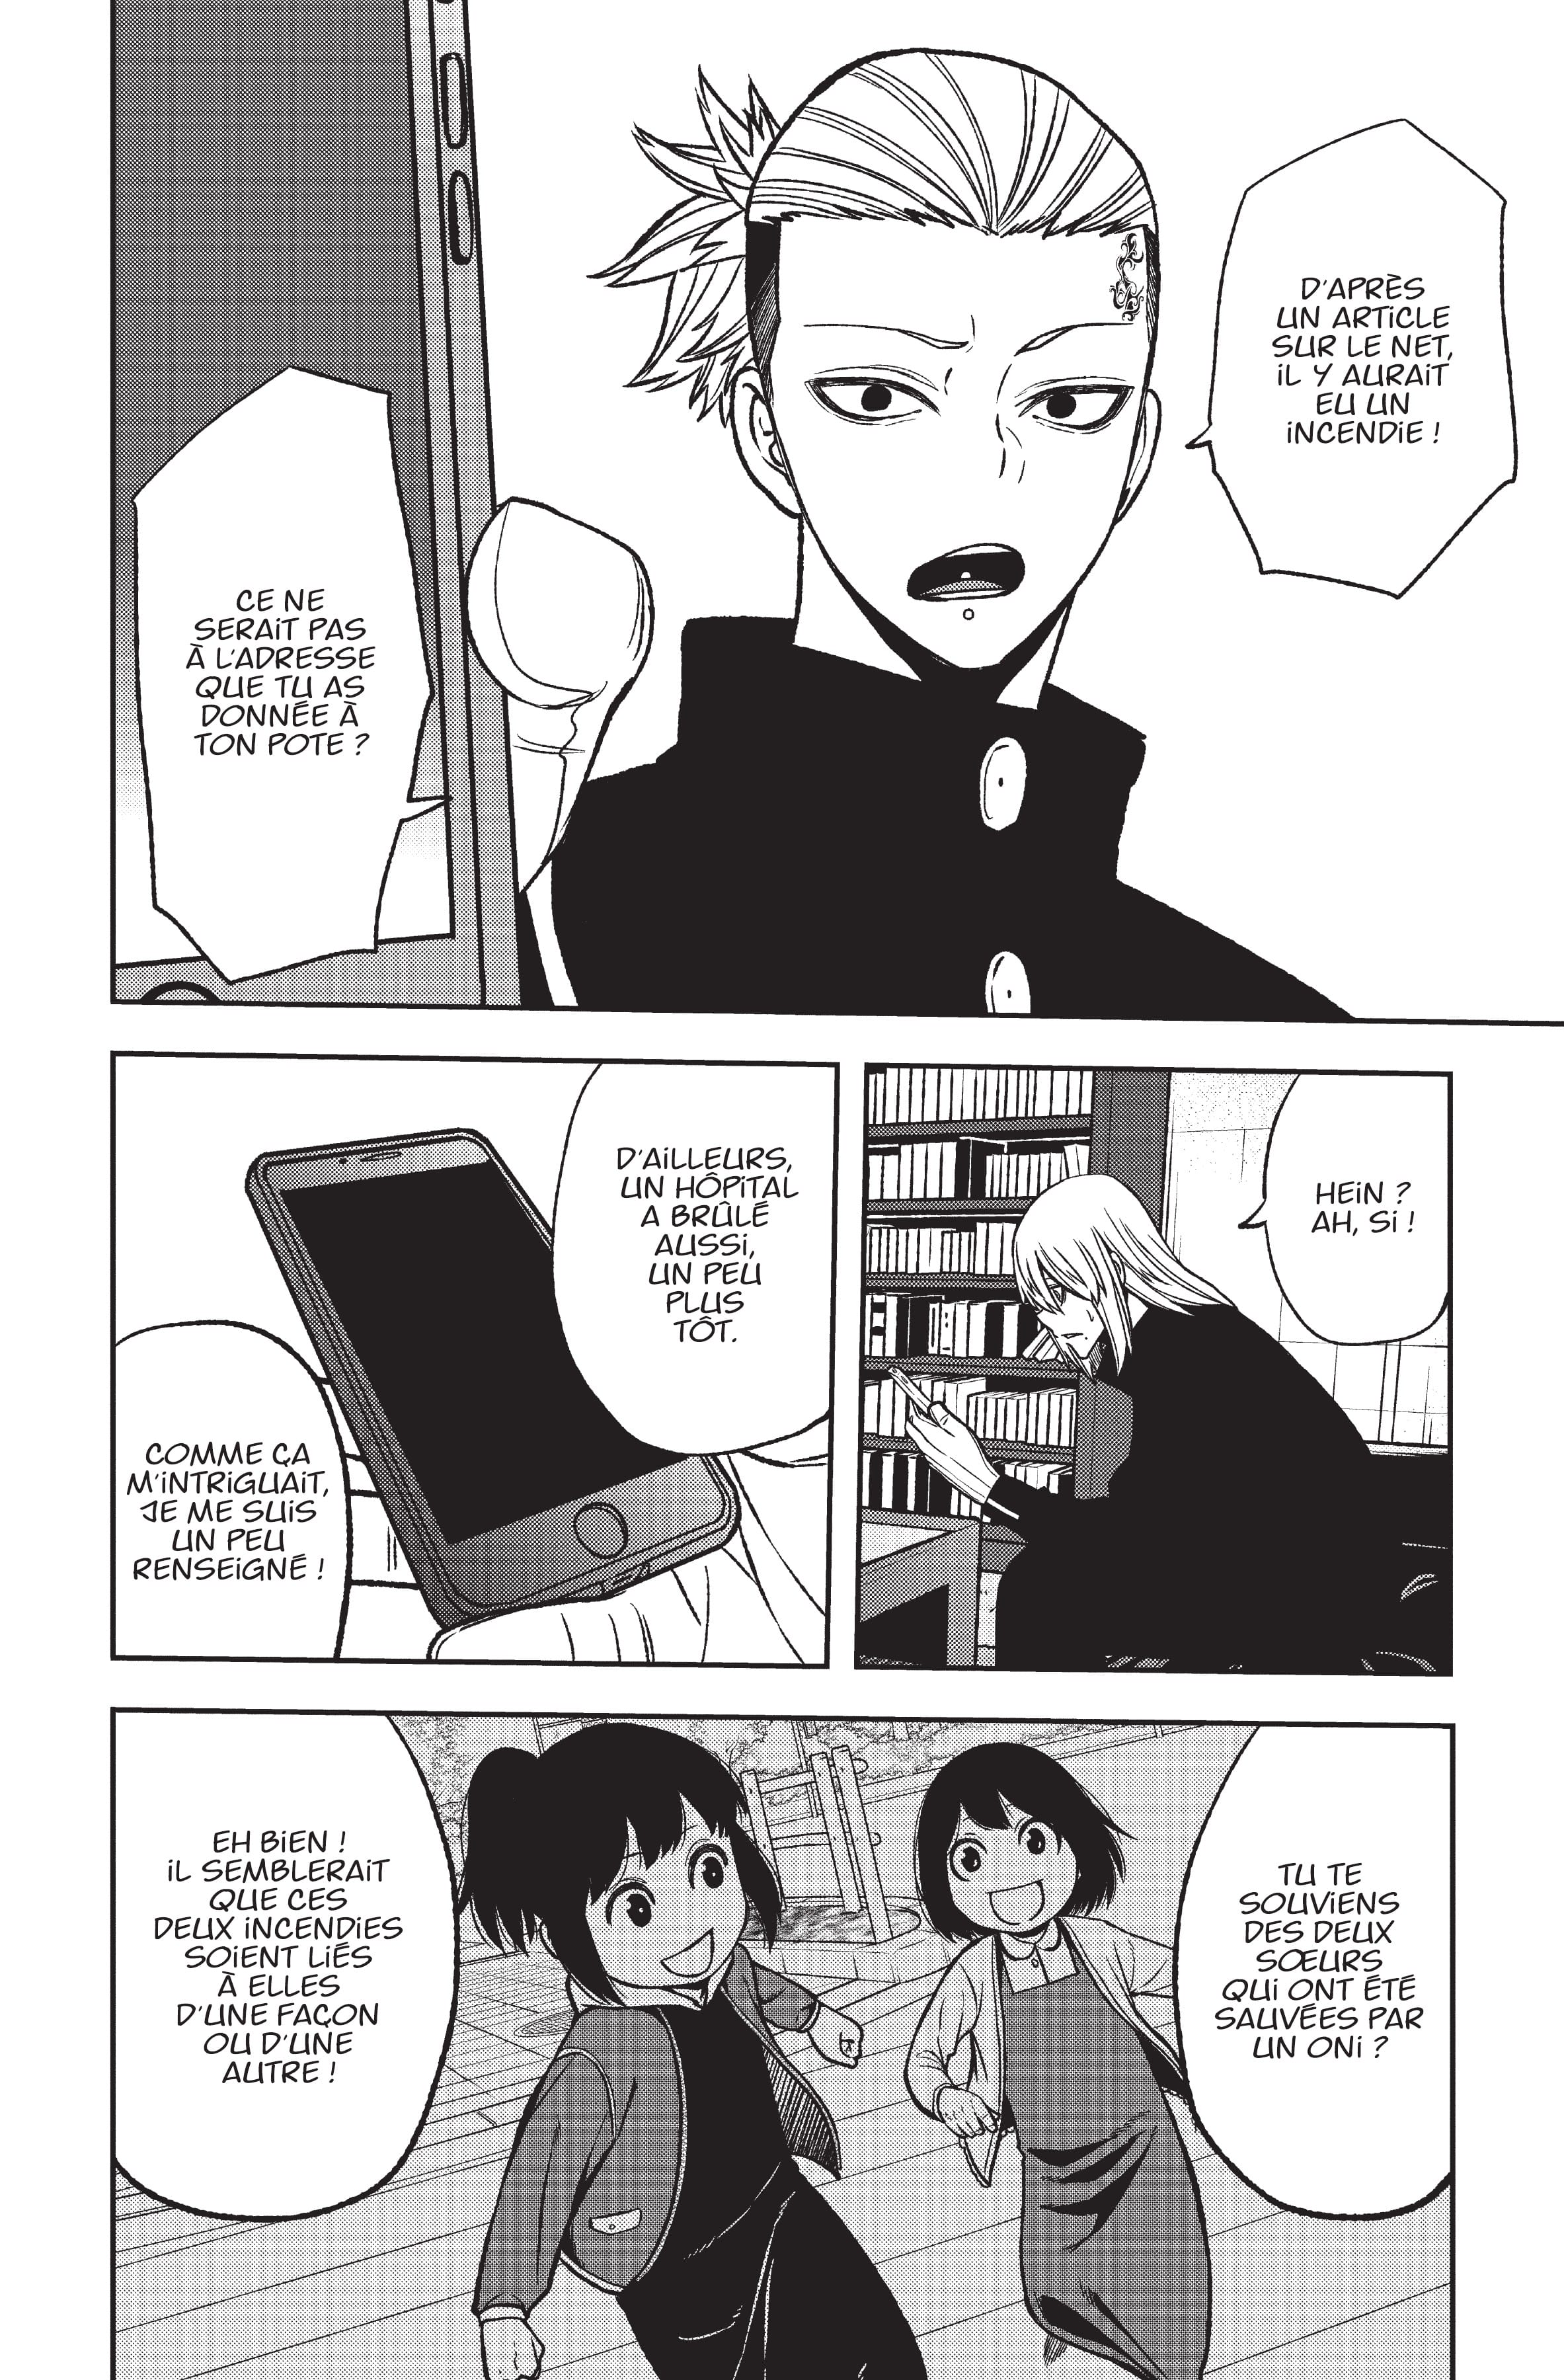 D'APRÈS
UN ARTICLE
SUR LE NET,
IL Y AURAIT
EU UN
INCENDIE !
CE NE
SERAIT PAS
À L'ADRESSE
QUE TU AS
DONNÉE À
TON POTE ?
HEIN ?
AH, SI !
D'AILLEURS,
UN HÔPITAL
A BRÛLÉ
AUSSI,
UN PEU
PLUS
TÔT.
COMME ÇA
M'INTRIGUAIT,
JE ME SUIS
UN PEU
RENSEIGNÉ !
TU TE
SOUVIENS
DES DEUX
SŒURS
QUI ONT ÉTÉ
SAUVÉES PAR
UN ONI ?
EH BIEN !
IL SEMBLERAIT
QUE CES
DEUX INCENDIES
SOIENT LIÉS
À ELLES
D'UNE FAÇON
OU D'UNE
AUTRE !